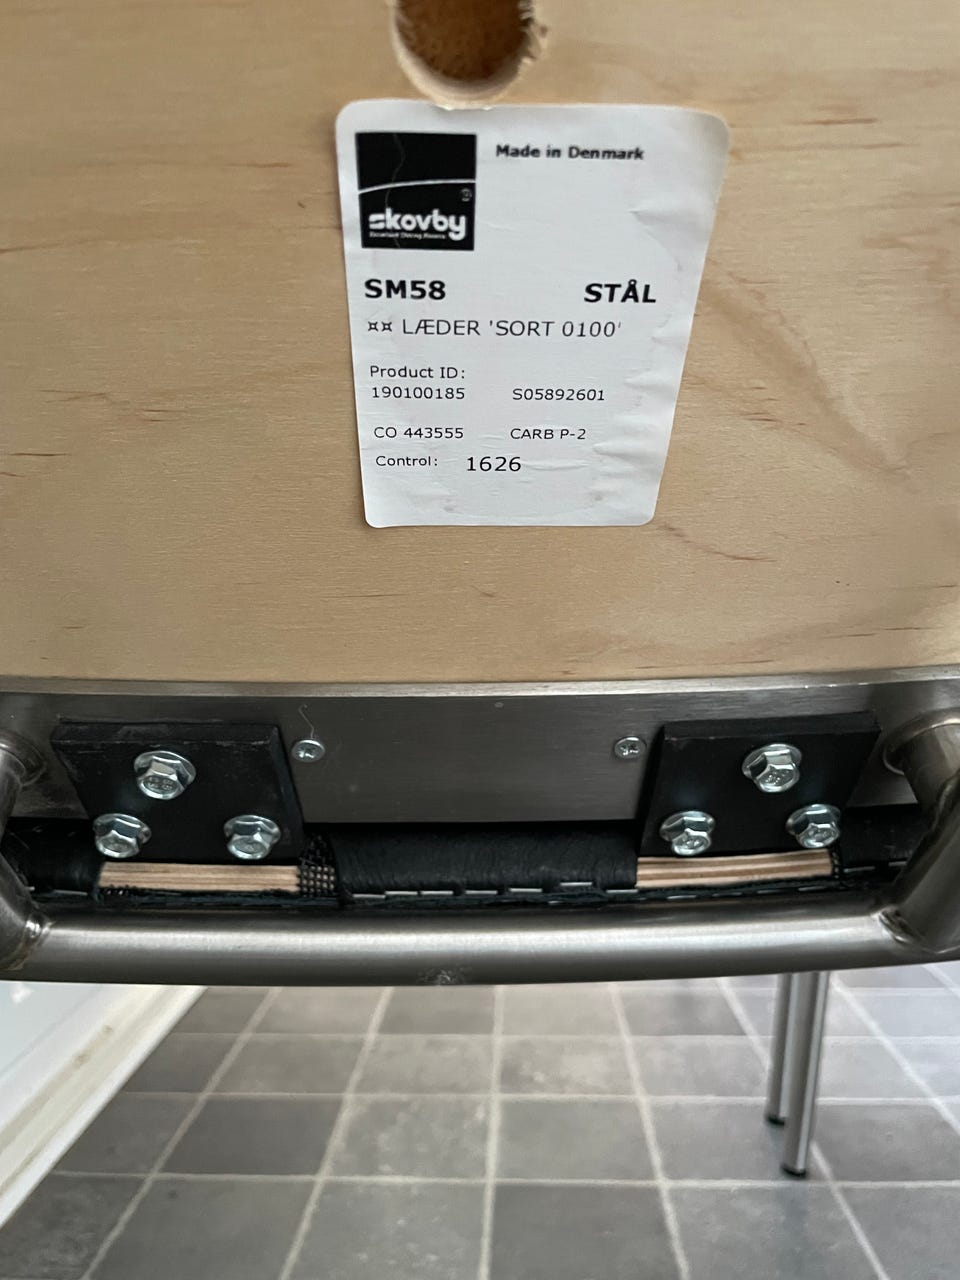 Made in Denmark
skovby
SM58 STÅL
¤¤ LÆDER 'SORT 0100'
Product ID:
190100185 S05892601
CO 443555 CARB P-2
Control: 1626